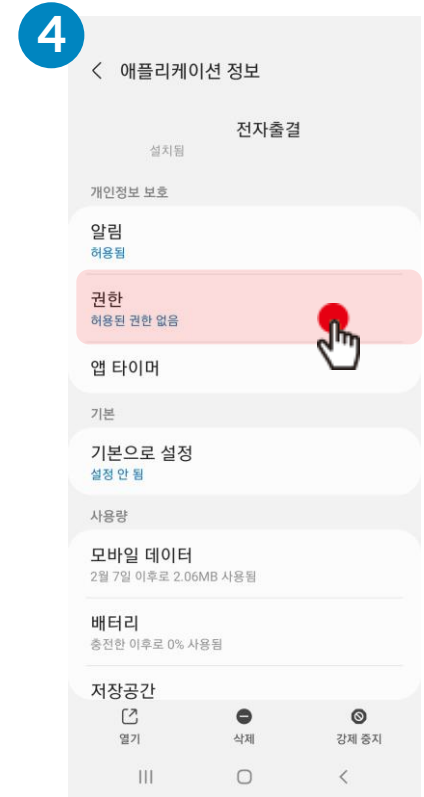 4
애플리케이션 정보
전자출결
설치됨
개인정보 보호
알림
허용됨
권한
허용된 권한 없음
앱 타이머
기본
기본으로 설정
설정 안 됨
사용량
모바일 데이터
2월 7일 이후로 2.06MB 사용됨
배터리
충전한 이후로 0% 사용됨
저장공간
열기 삭제 강제 중지